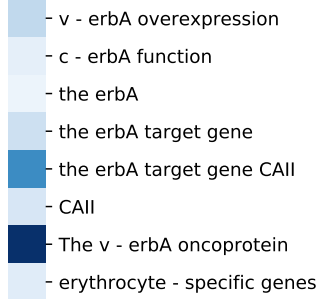 v - erbA overexpression
c - erbA function
the erbA
the erbA target gene
the erbA target gene CAII
CAII
The v - erbA oncoprotein
erythrocyte - specific genes